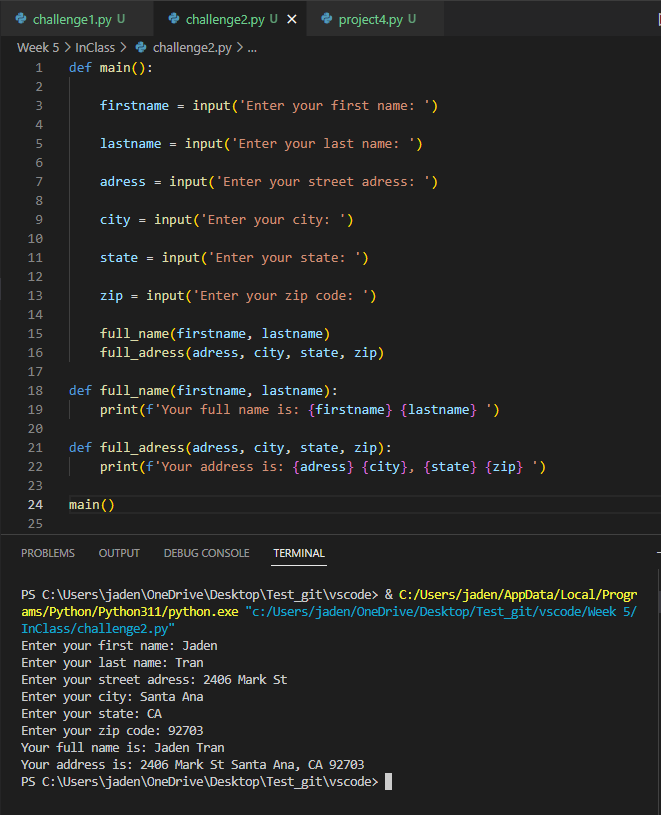 challenge1.py U challenge2.py U × project4.py U
Week 5 > InClass > challenge2.py > ...
1 def main():
2
3 firstname = input('Enter your first name: ')
4
5 lastname = input('Enter your last name: ')
6
7 adress = input('Enter your street adress: ')
8
9 city = input('Enter your city: ')
10
11 state = input('Enter your state: ')
12
13 zip = input('Enter your zip code: ')
14
15 full_name(firstname, lastname)
16 full_adress(adress, city, state, zip)
17
18 def full_name(firstname, lastname):
19 print(f'Your full name is: {firstname} {lastname} ')
20
21 def full_adress(adress, city, state, zip):
22 print(f'Your address is: {adress} {city}, {state} {zip} ')
23
24 main()
25
PROBLEMS OUTPUT DEBUG CONSOLE TERMINAL
PS C:\Users\jaden\OneDrive\Desktop\Test_git\vscode> & C:/Users/jaden/AppData/Local/Progr
ams/Python/Python311/python.exe "c:/Users/jaden/OneDrive/Desktop/Test_git/vscode/Week 5/
InClass/challenge2.py"
Enter your first name: Jaden
Enter your last name: Tran
Enter your street adress: 2406 Mark St
Enter your city: Santa Ana
Enter your state: CA
Enter your zip code: 92703
Your full name is: Jaden Tran
Your address is: 2406 Mark St Santa Ana, CA 92703
PS C:\Users\jaden\OneDrive\Desktop\Test_git\vscode>